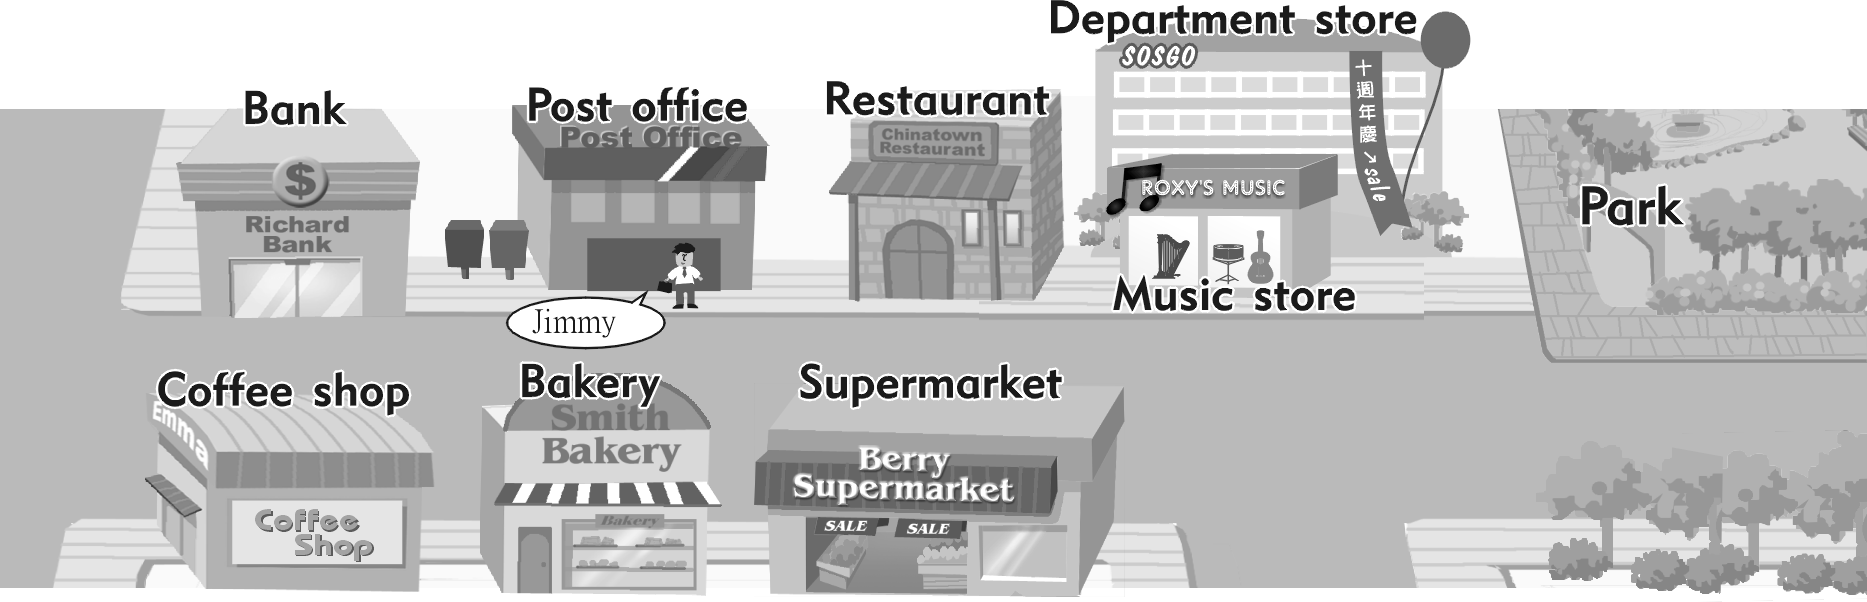 Department store
SOSGO
十週年慶↘sale
Bank
Post office
Restaurant
Post Office
Chinatown
Restaurant
$
ROXY'S MUSIC
Park
Richard
Bank
Music store
Jimmy
Coffee shop
Bakery
Supermarket
Emma
Smith
Bakery
Berry
Supermarket
Coffee
Shop
Bakery
SALE
SALE